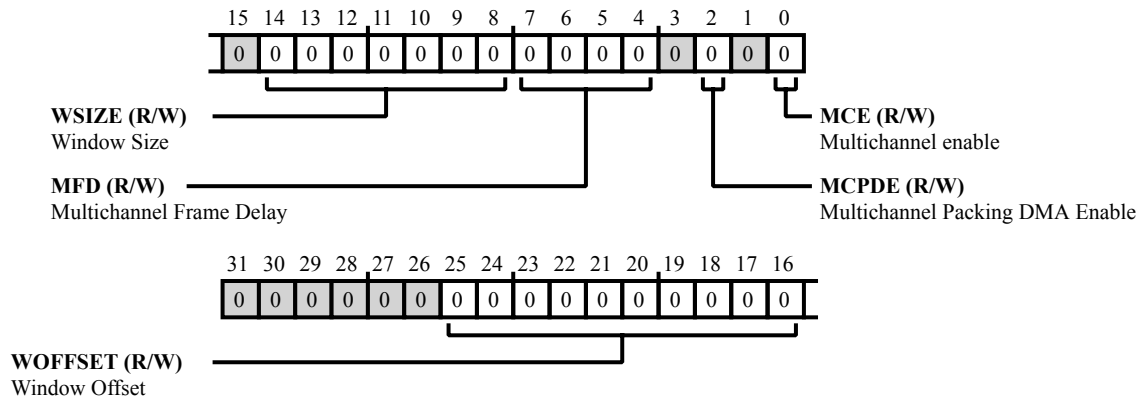 15 14 13 12 11 10 9 8 7 6 5 4 3 2 1 0
0 0 0 0 0 0 0 0 0 0 0 0 0 0 0 0
WSIZE (R/W)
Window Size
MCE (R/W)
Multichannel enable
MFD (R/W)
Multichannel Frame Delay
MCPDE (R/W)
Multichannel Packing DMA Enable
31 30 29 28 27 26 25 24 23 22 21 20 19 18 17 16
0 0 0 0 0 0 0 0 0 0 0 0 0 0 0 0
WOFFSET (R/W)
Window Offset